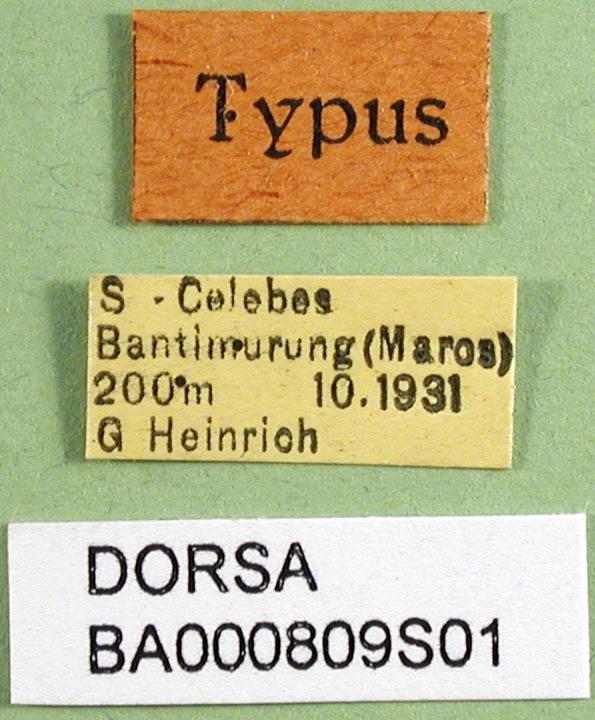 Typus
S - Celebes
Bantimurung (Maros)
200m 10.1931
G Heinrich
DORSA
BA000809S01